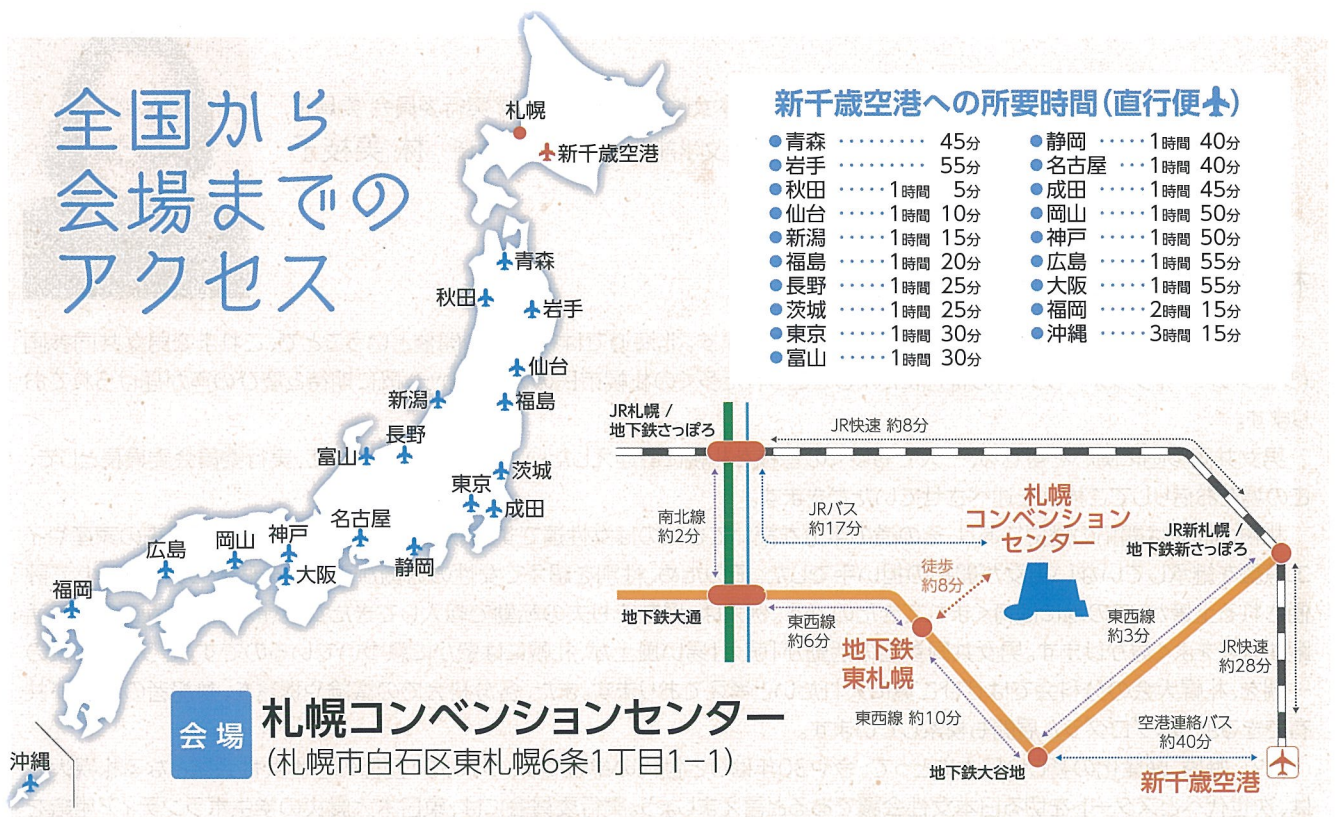 全国から
会場までの
アクセス
札幌
新千歳空港
青森
秋田
岩手
仙台
新潟
福島
長野
富山
茨城
東京
成田
名古屋
静岡
神戸
岡山
広島
大阪
福岡
沖縄
新千歳空港への所要時間(直行便)
青森 ········· 45分
岩手 ········· 55分
秋田 ·····1時間 5分
仙台 ·····1時間 10分
新潟 ·····1時間 15分
福島 ·····1時間 20分
長野 ·····1時間 25分
茨城 ·····1時間 25分
東京 ·····1時間 30分
富山 ·····1時間 30分
静岡 ·····1時間 40分
名古屋 ····1時間 40分
成田 ·····1時間 45分
岡山 ·····1時間 50分
神戸 ·····1時間 50分
広島 ·····1時間 55分
大阪 ·····1時間 55分
福岡 ·····2時間 15分
沖縄 ·····3時間 15分
JR札幌 /
地下鉄さっぽろ
JR快速 約8分
南北線
約2分
JRバス
約17分
札幌
コンベンション
センター
JR新札幌 /
地下鉄新さっぽろ
徒歩
約8分
地下鉄大通
東西線
約6分
地下鉄
東札幌
東西線
約3分
JR快速
約28分
東西線 約10分
空港連絡バス
約40分
地下鉄大谷地
新千歳空港
会場
札幌コンベンションセンター
(札幌市白石区東札幌6条1丁目1−1)